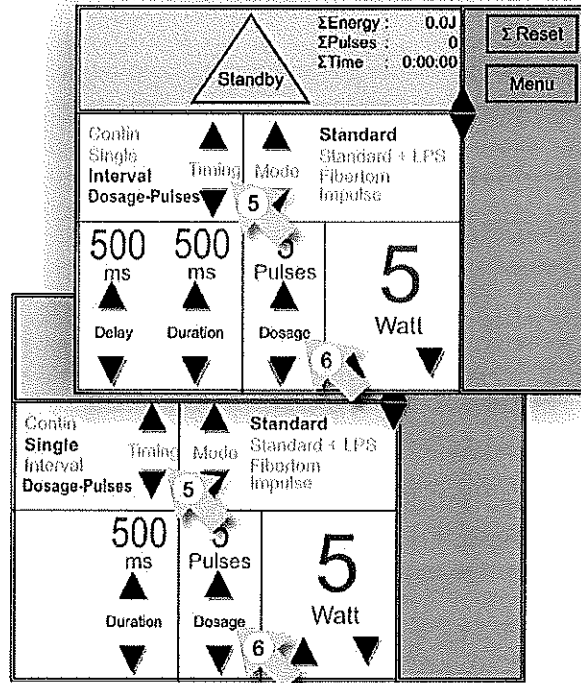 ΣEnergy : 0.0J
ΣPulses : 0
ΣTime : 0:00:00
Standby
Σ Reset
Menu
Contin
Single
Interval
Dosage-Pulses
Timing
Mode
Standard
Standard + LPS
Fibertom
Impulse
5
500
ms
Delay
500
ms
Duration
5
Pulses
Dosage
5
Watt
6
Contin
Single
Interval
Dosage-Pulses
Timing
Mode
Standard
Standard + LPS
Fibertom
Impulse
5
500
ms
Duration
5
Pulses
Dosage
5
Watt
6